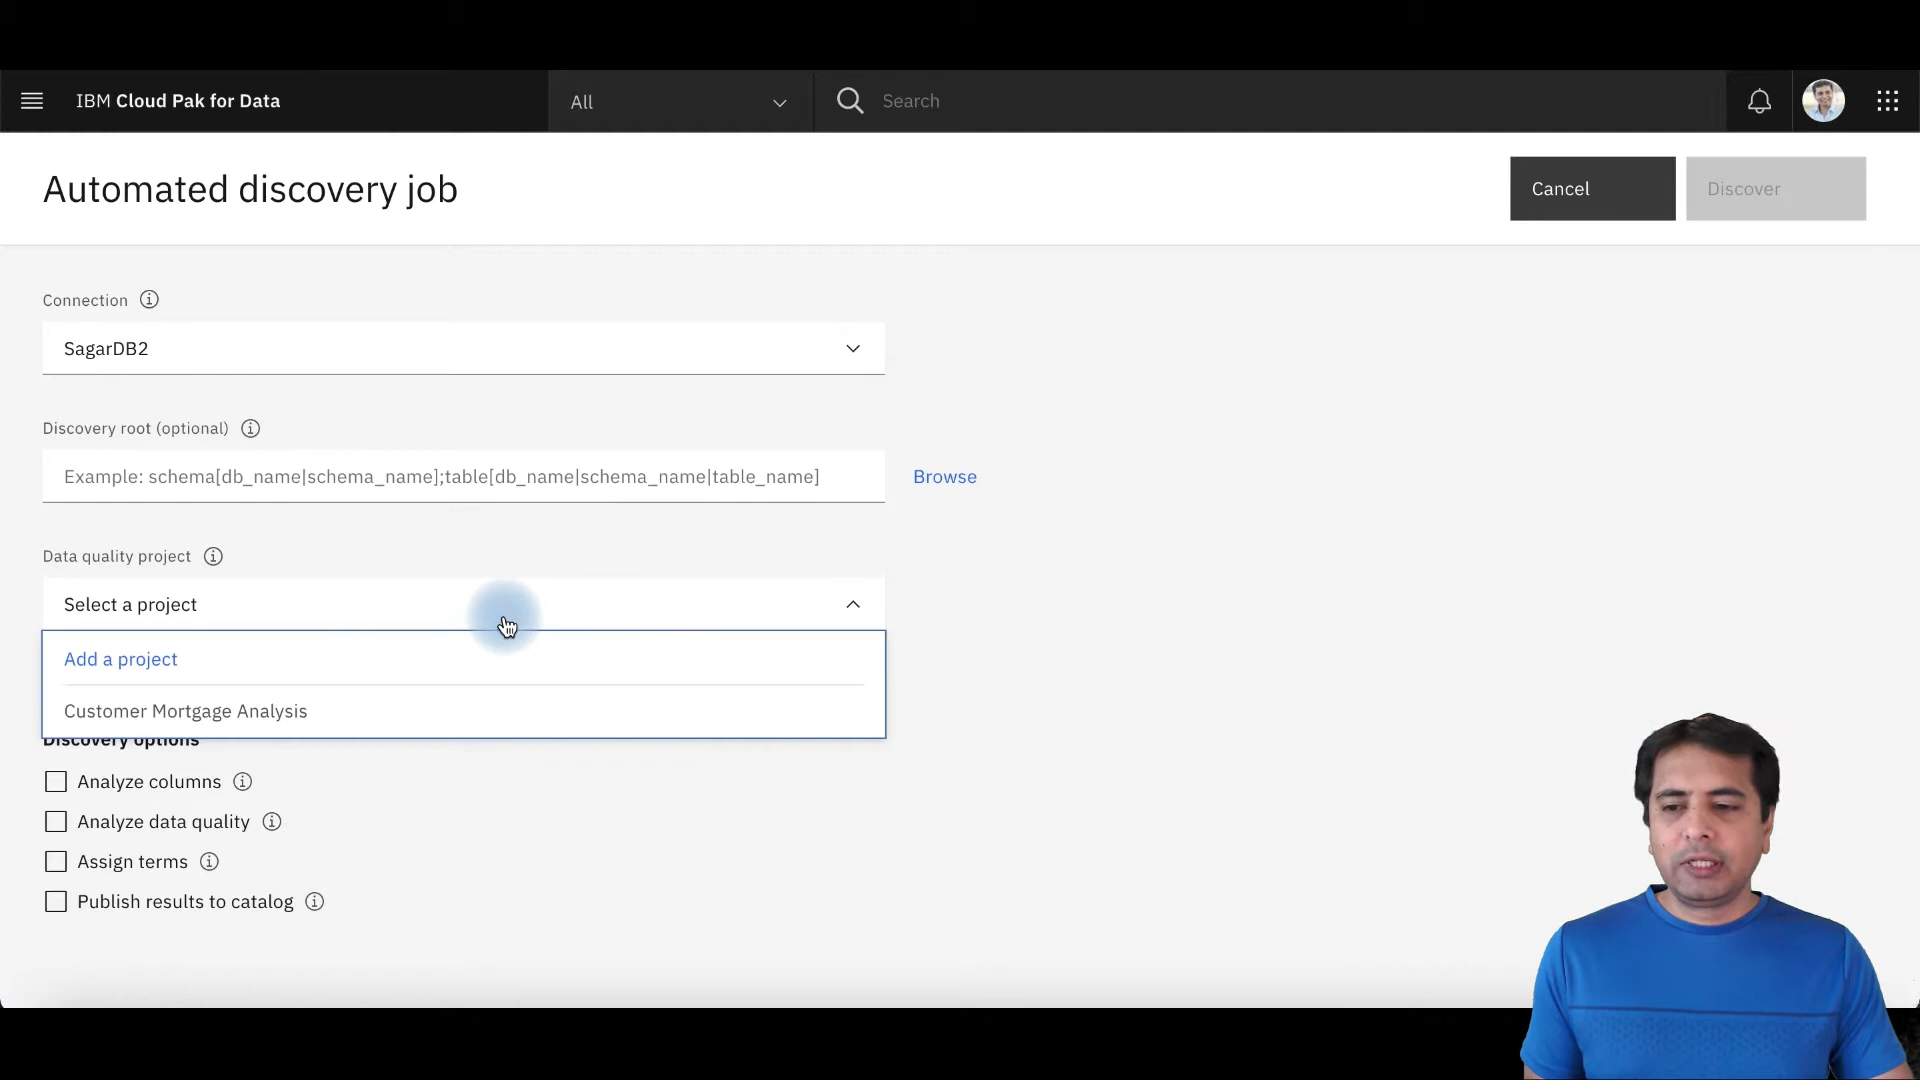 IBM Cloud Pak for Data
All
Search
Automated discovery job
Cancel
Discover
Connection
SagarDB2
Discovery root (optional)
Example: schema[db_name|schema_name];table[db_name|schema_name|table_name]
Browse
Data quality project
Select a project
Add a project
Customer Mortgage Analysis
Discovery options
Analyze columns
Analyze data quality
Assign terms
Publish results to catalog